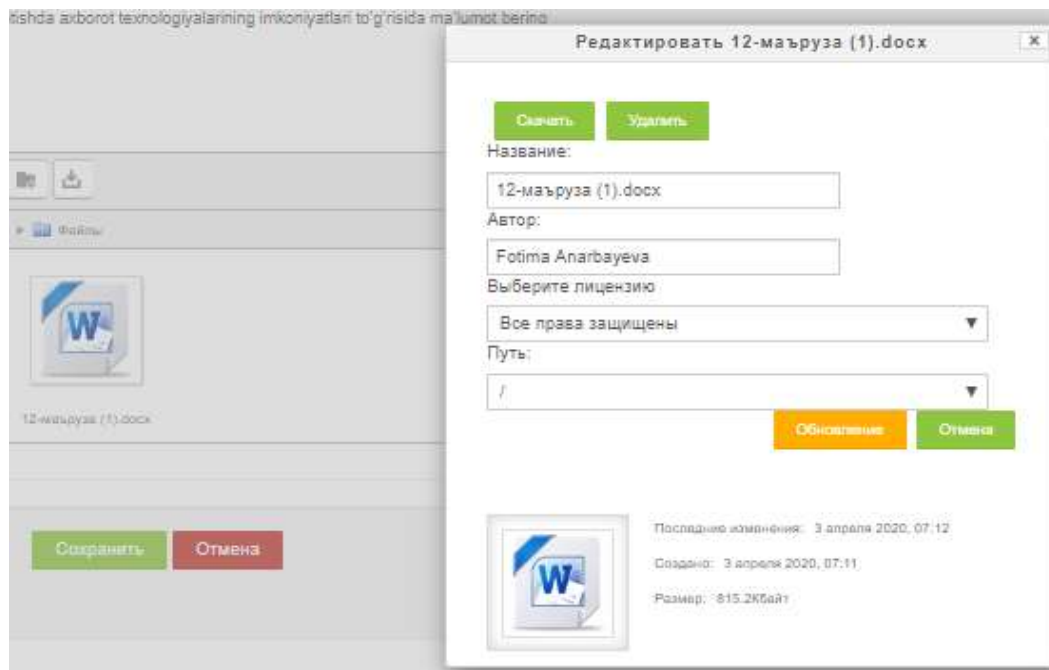 tishda axborot texnologiyalarining imkoniyatlari to'g'risida ma'lumot bering
Редактировать 12-маъруза (1).docx
Скачать Удалить
Название:
12-маъруза (1).docx
Автор:
Fotima Anarbayeva
Выберите лицензию
Все права защищены
Путь:
/
Обновление Отмена
Файлы
12-маъруза (1).docx
Сохранить Отмена
Последние изменения: 3 апреля 2020, 07:12
Создано: 3 апреля 2020, 07:11
Размер: 815.2Кбайт